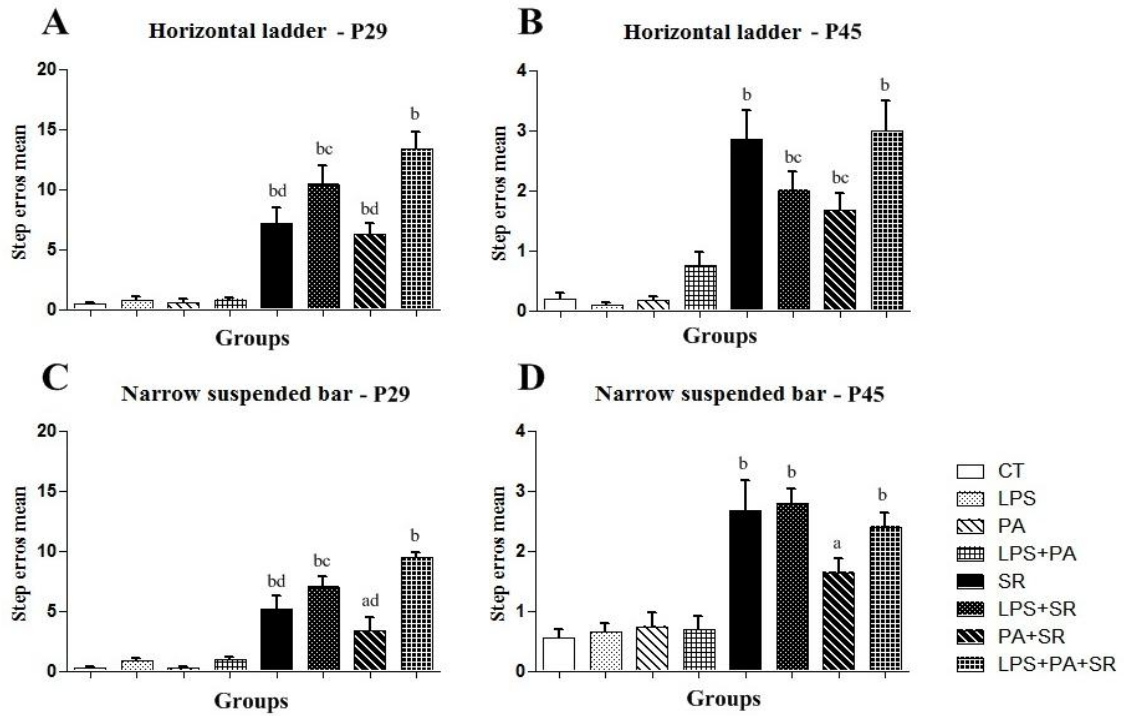 A
Horizontal ladder - P29
20
15
10
5
0
Step erros mean
bd
bc
bd
b
Groups
B
Horizontal ladder - P45
4
3
2
1
0
Step erros mean
b
bc
bc
b
Groups
C
Narrow suspended bar - P29
20
15
10
5
0
Step erros mean
bd
bc
ad
b
Groups
D
Narrow suspended bar - P45
4
3
2
1
0
Step erros mean
b
b
a
b
Groups
CT
LPS
PA
LPS+PA
SR
LPS+SR
PA+SR
LPS+PA+SR